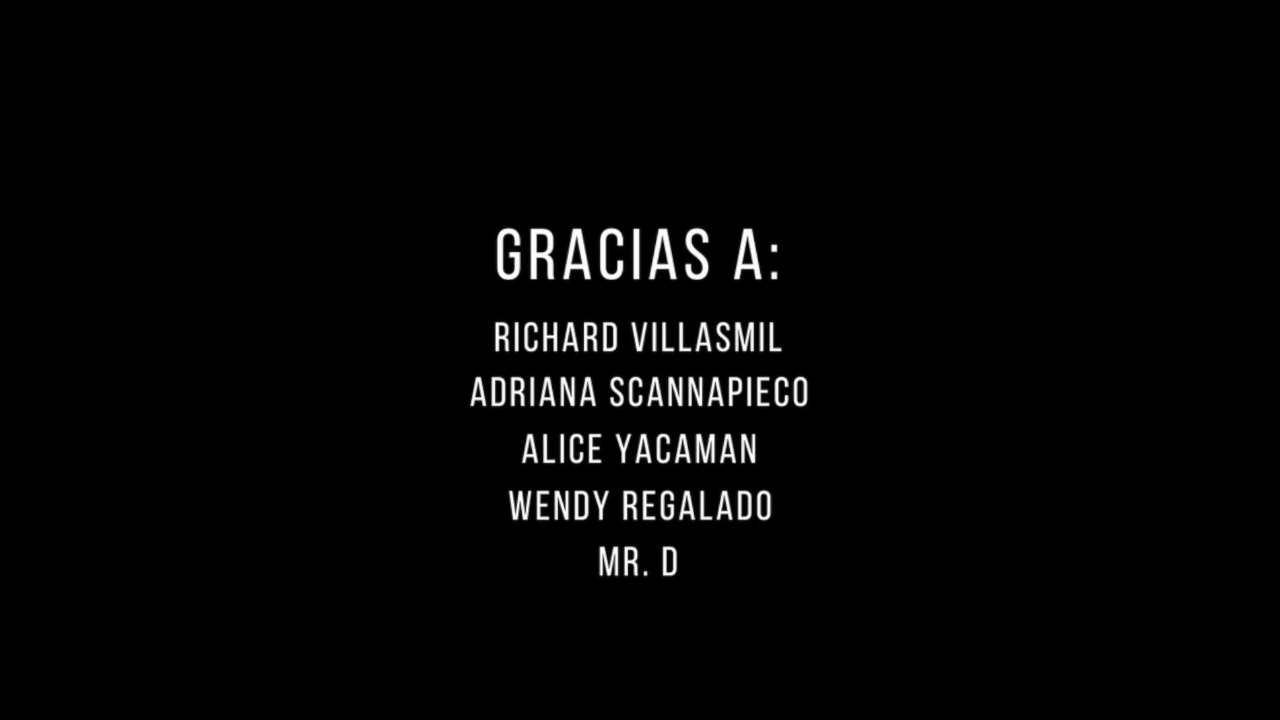 GRACIAS A:
RICHARD VILLASMIL
ADRIANA SCANNAPIECO
ALICE YACAMAN
WENDY REGALADO
MR. D